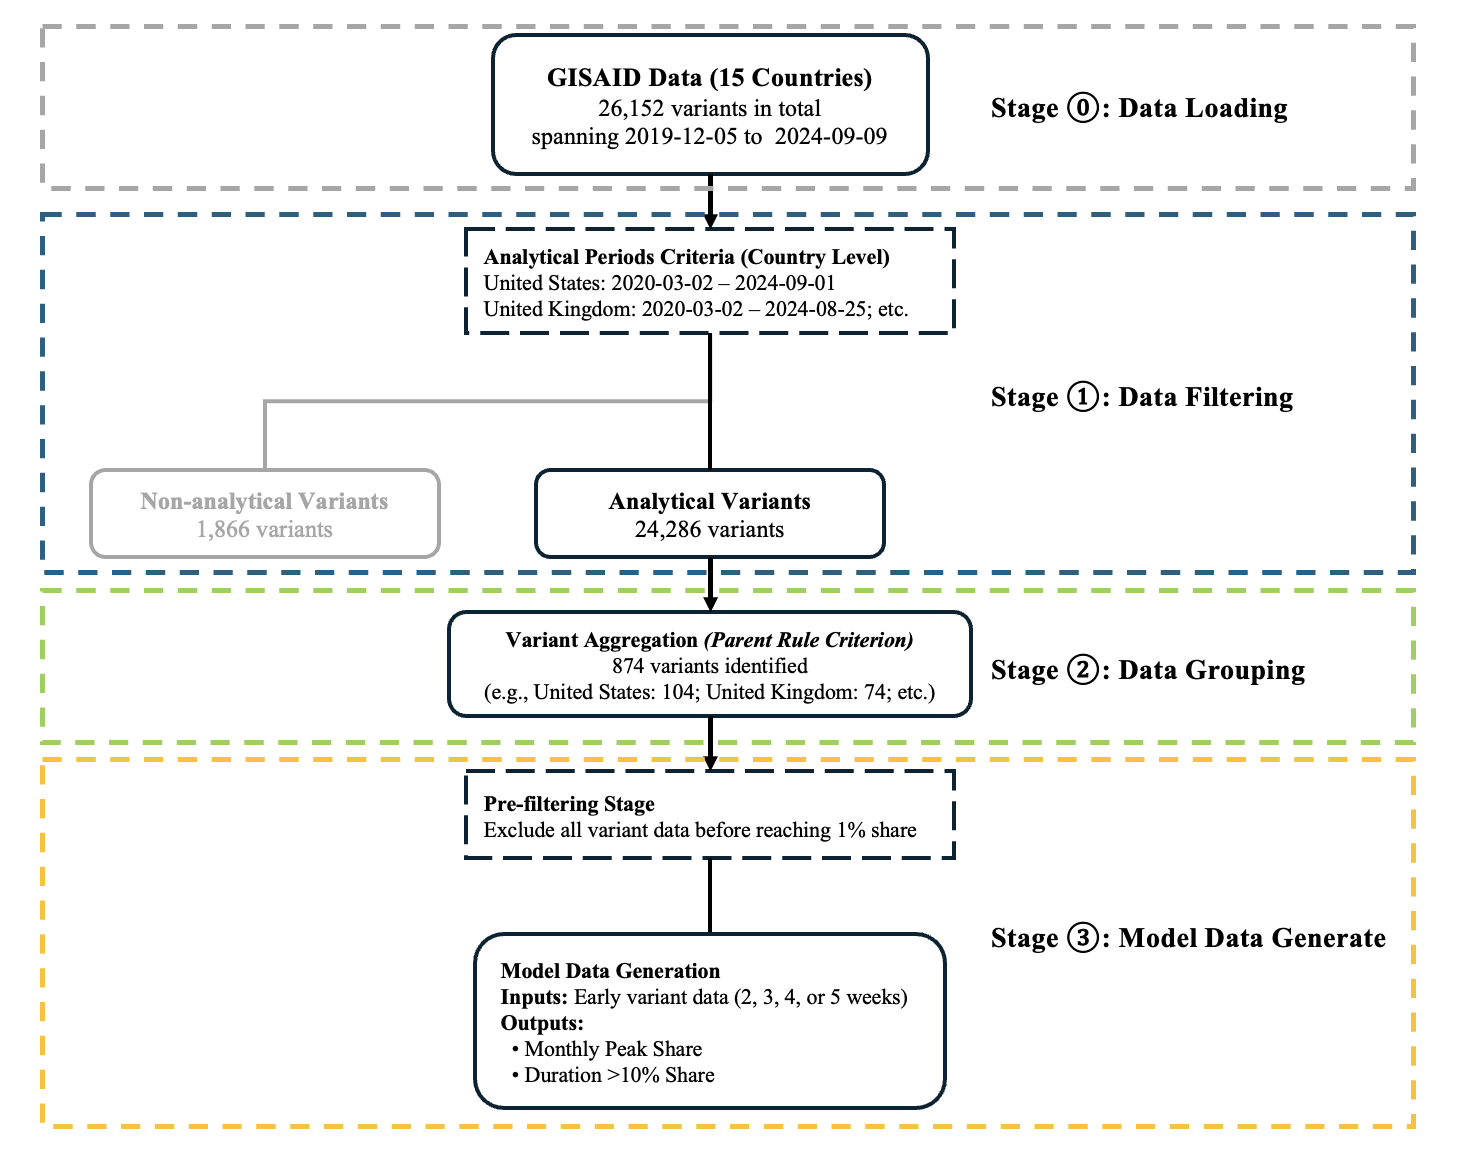 GISAID Data (15 Countries)
26,152 variants in total
spanning 2019-12-05 to 2024-09-09
Stage ⓪: Data Loading
Analytical Periods Criteria (Country Level)
United States: 2020-03-02 – 2024-09-01
United Kingdom: 2020-03-02 – 2024-08-25; etc.
Stage ①: Data Filtering
Non-analytical Variants
1,866 variants
Analytical Variants
24,286 variants
Variant Aggregation (Parent Rule Criterion)
874 variants identified
(e.g., United States: 104; United Kingdom: 74; etc.)
Stage ②: Data Grouping
Pre-filtering Stage
Exclude all variant data before reaching 1% share
Stage ③: Model Data Generate
Model Data Generation
Inputs: Early variant data (2, 3, 4, or 5 weeks)
Outputs:
• Monthly Peak Share
• Duration >10% Share